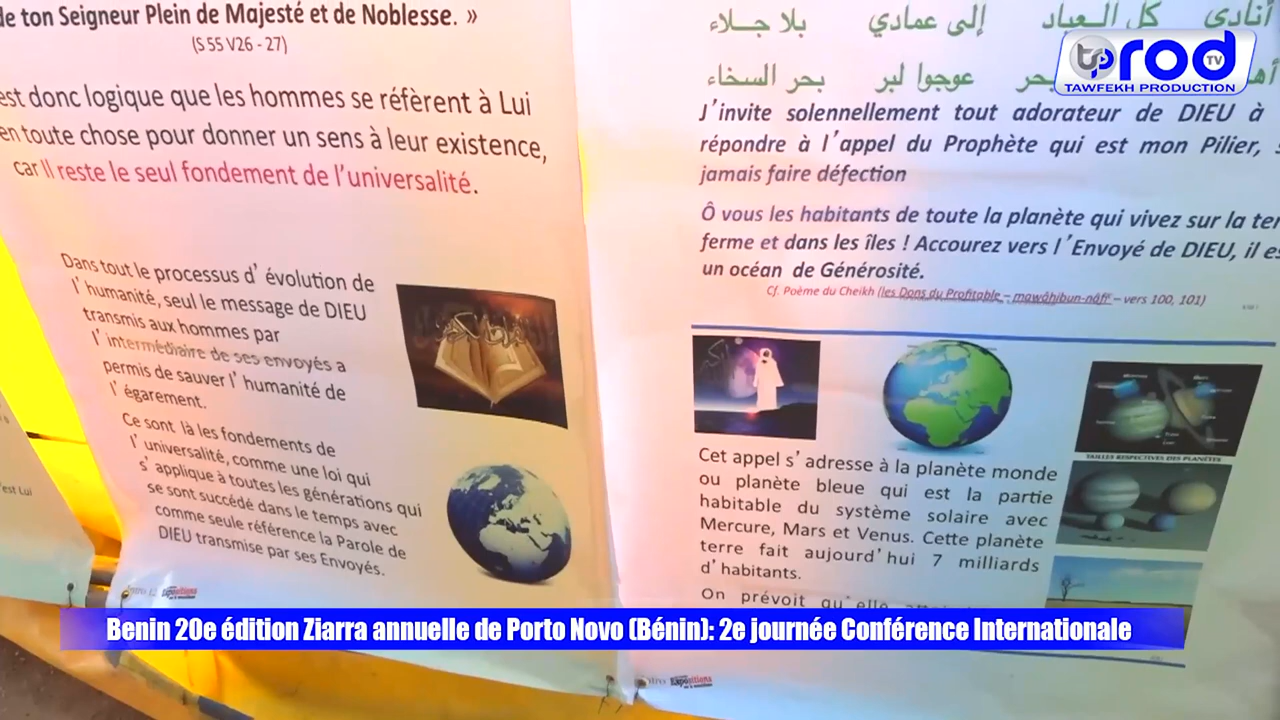 de ton Seigneur Plein de Majesté et de Noblesse. »
(S 55 V26 - 27)
est donc logique que les hommes se réfèrent à Lui
en toute chose pour donner un sens à leur existence,
car Il reste le seul fondement de l'universalité.
Dans tout le processus d' évolution de
l' humanité, seul le message de DIEU
transmis aux hommes par
l' intermédiaire de ses envoyés a
permis de sauver l' humanité de
l' égarement.
Ce sont là les fondements de
l' universalité, comme une loi qui
s' applique à toutes les générations qui
se sont succédé dans le temps avec
comme seule référence la Parole de
DIEU transmise par ses Envoyés.
Expositions
'est Lui
أنادي كل العباد إلى عمادي بلا جلاء
بحر عوجوا لبر بحر السخاء
J'invite solennellement tout adorateur de DIEU à
répondre à l'appel du Prophète qui est mon Pilier,
jamais faire défection
Ô vous les habitants de toute la planète qui vivez sur la
ferme et dans les îles ! Accourez vers l'Envoyé de DIEU, il
un océan de Générosité.
Cf. Poème du Cheikh (les Dons du Profitable – mawâhibun-nâfi' – vers 100, 101)
TAILLES RESPECTIVES DES PLANÈTES
Cet appel s' adresse à la planète monde
ou planète bleue qui est la partie
habitable du système solaire avec
Mercure, Mars et Venus. Cette planète
terre fait aujourd'hui 7 milliards
d'habitants.
On prévoit qu'elle
Expositions
tp rod TV
TAWFEKH PRODUCTION
Benin 20e édition Ziarra annuelle de Porto Novo (Bénin): 2e journée Conférence Internationale